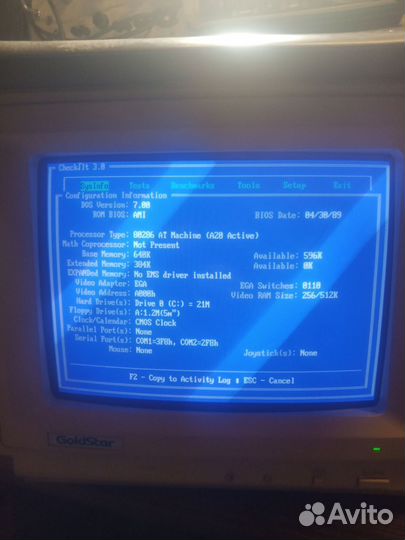 CheckIt 3.0
SysInfo Tests Benchmarks Tools Setup Exit
Configuration Information
DOS Version: 7.00
ROM BIOS: AMI BIOS Date: 04/30/89
Processor Type: 80286 AT Machine (A20 Active)
Math Coprocessor: Not Present
Base Memory: 640K Available: 596K
Extended Memory: 384K Available: 0K
EXPANDed Memory: No EMS driver installed
Video Adapter: EGA EGA Switches: 0110
Video Address: A000h Video RAM Size: 256/512K
Hard Drive(s): Drive 0 (C:) = 21M
Floppy Drive(s): A:1.2M(5¼")
Clock/Calendar: CMOS Clock
Parallel Port(s): None
Serial Port(s): COM1=3F8h, COM2=2F8h
Mouse: None Joystick(s): None
F2 - Copy to Activity Log ESC - Cancel
GoldStar
Avito